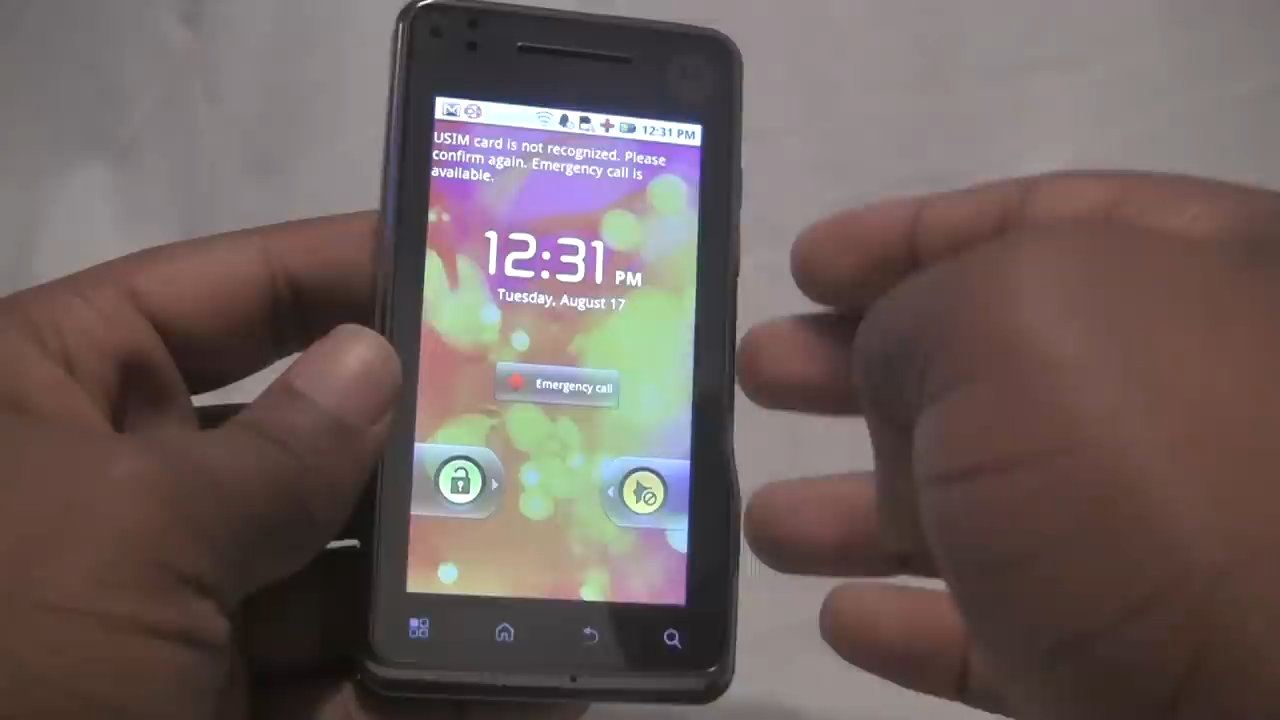 12:31 PM
USIM card is not recognized. Please
confirm again. Emergency call is
available.
12:31 PM
Tuesday, August 17
Emergency call